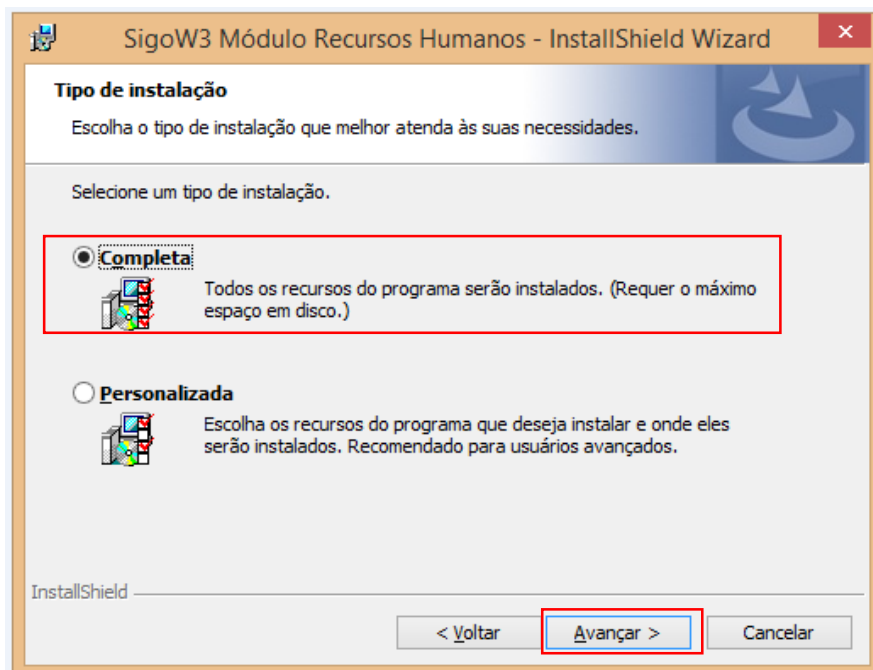 SigoW3 Módulo Recursos Humanos - InstallShield Wizard
Tipo de instalação
Escolha o tipo de instalação que melhor atenda às suas necessidades.
Selecione um tipo de instalação.
Completa
Todos os recursos do programa serão instalados. (Requer o máximo
espaço em disco.)
Personalizada
Escolha os recursos do programa que deseja instalar e onde eles
serão instalados. Recomendado para usuários avançados.
InstallShield
< Voltar
Avançar >
Cancelar